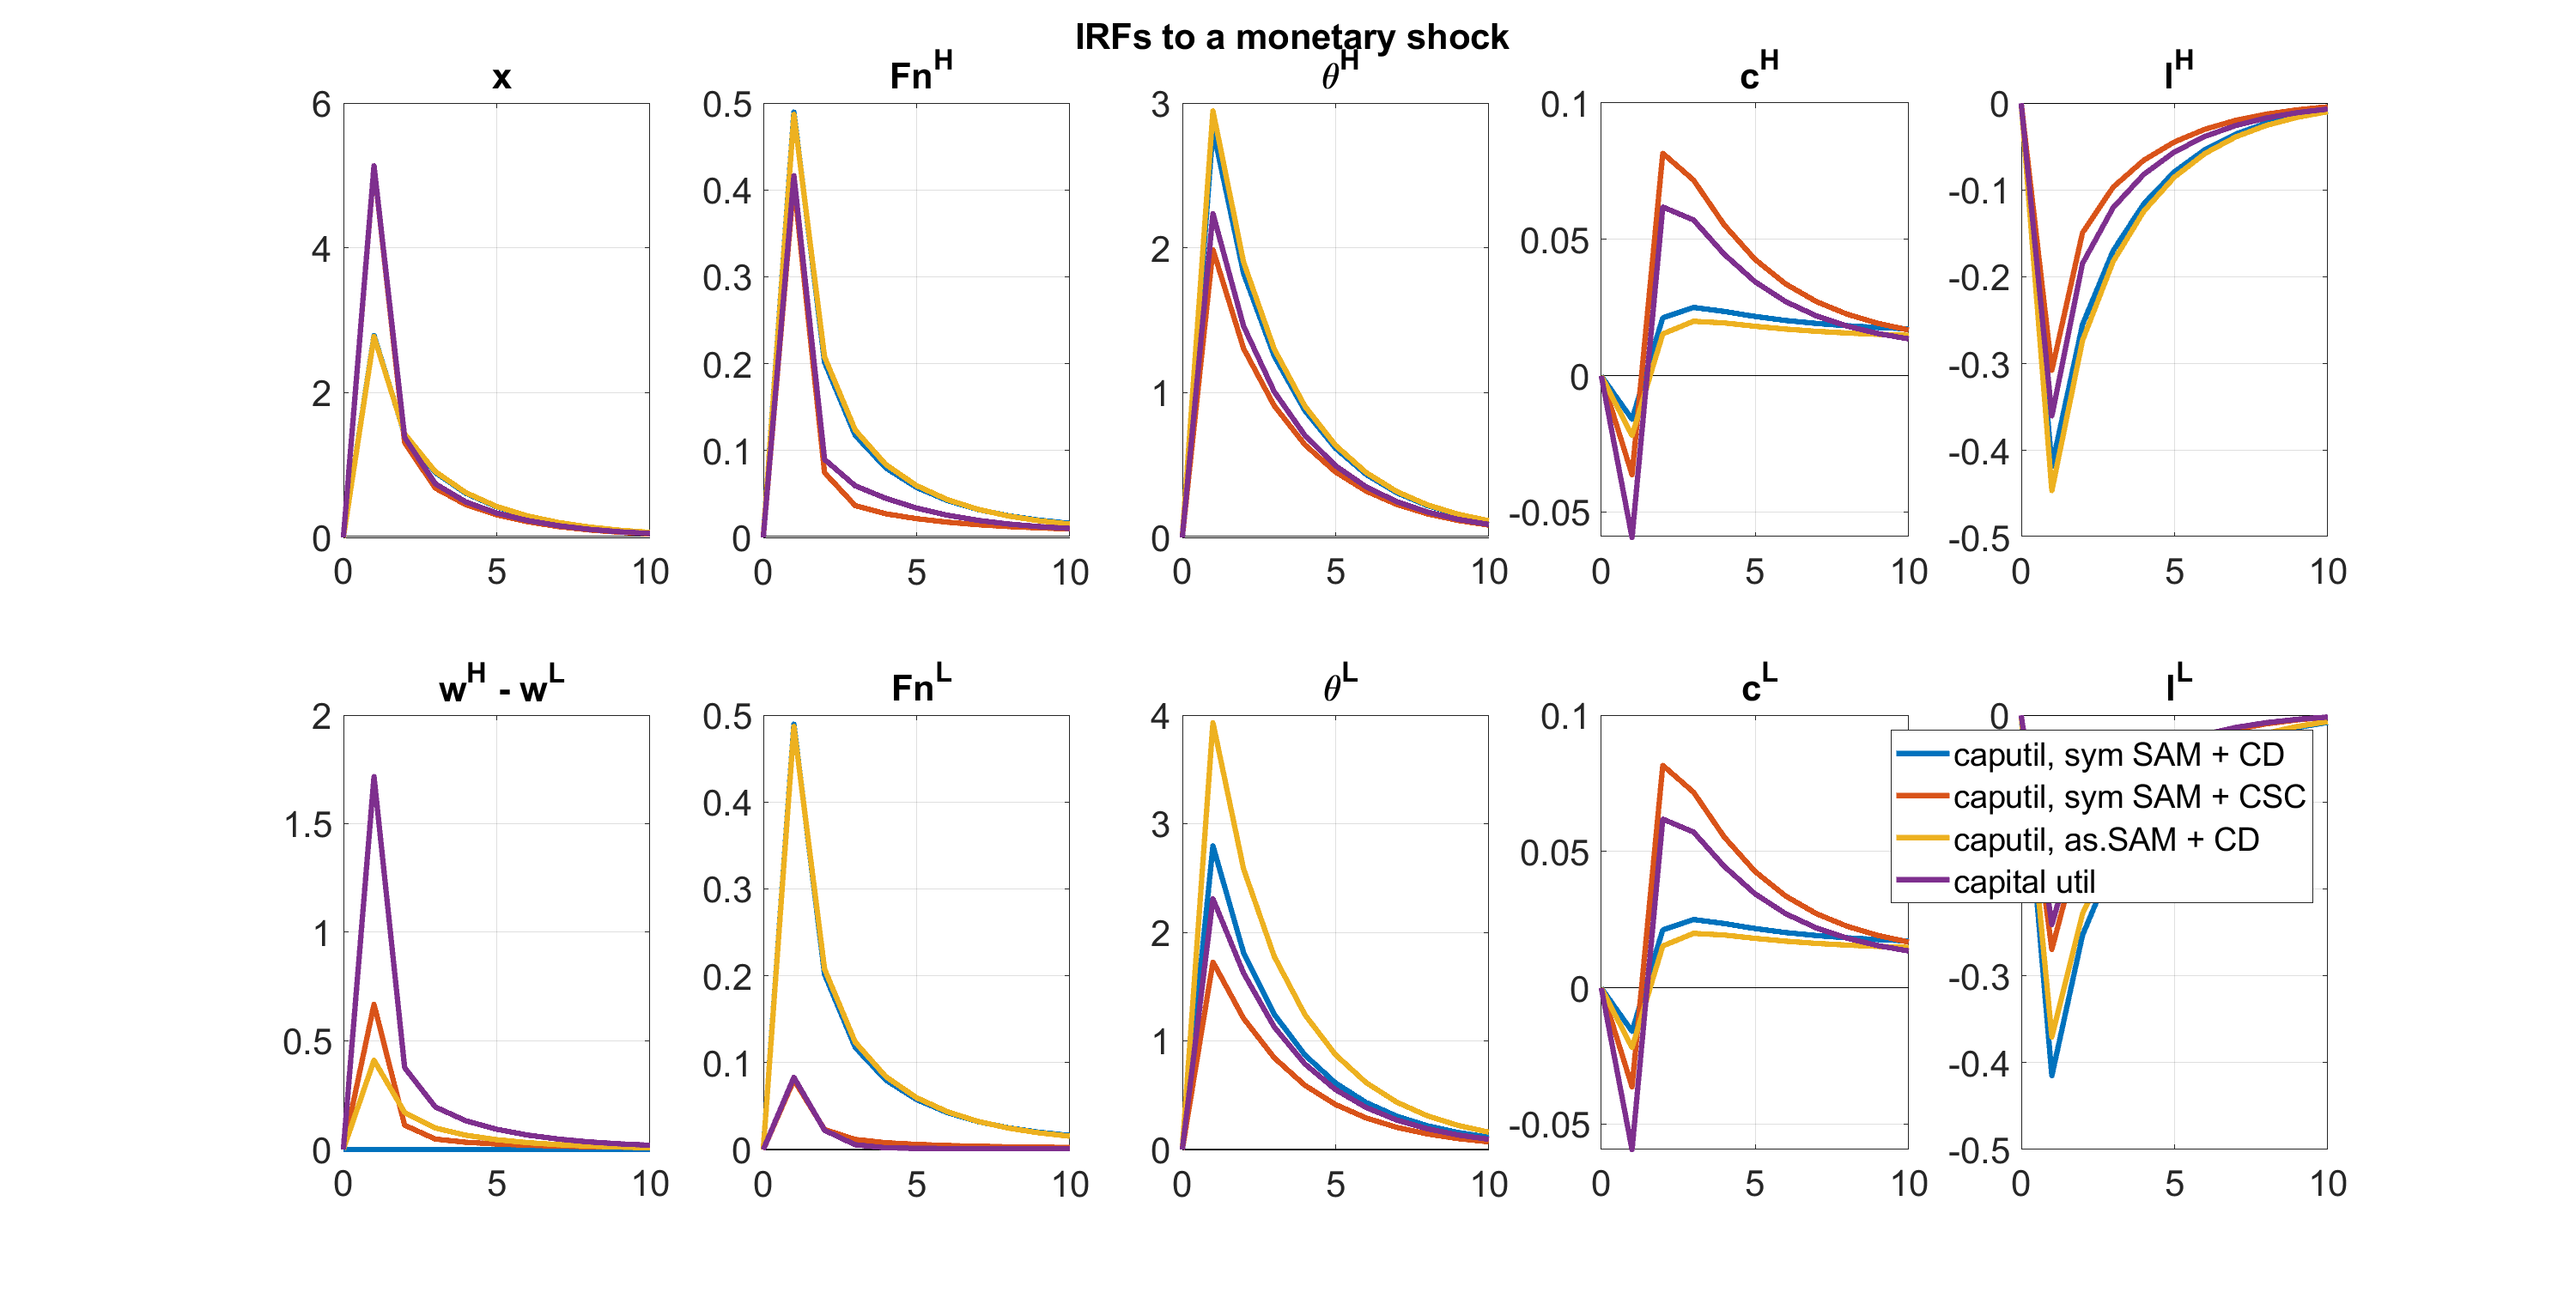 IRFs to a monetary shock
x
Fn^H
θ^H
c^H
l^H
6
4
2
0
0 5 10
0.5
0.4
0.3
0.2
0.1
0
0 5 10
3
2
1
0
0 5 10
0.1
0.05
0
-0.05
0 5 10
0
-0.1
-0.2
-0.3
-0.4
-0.5
0 5 10
w^H - w^L
Fn^L
θ^L
c^L
l^L
2
1.5
1
0.5
0
0 5 10
0.5
0.4
0.3
0.2
0.1
0
0 5 10
4
3
2
1
0
0 5 10
0.1
0.05
0
-0.05
0 5 10
0
-0.3
-0.4
-0.5
0 5 10
caputil, sym SAM + CD
caputil, sym SAM + CSC
caputil, as.SAM + CD
capital util